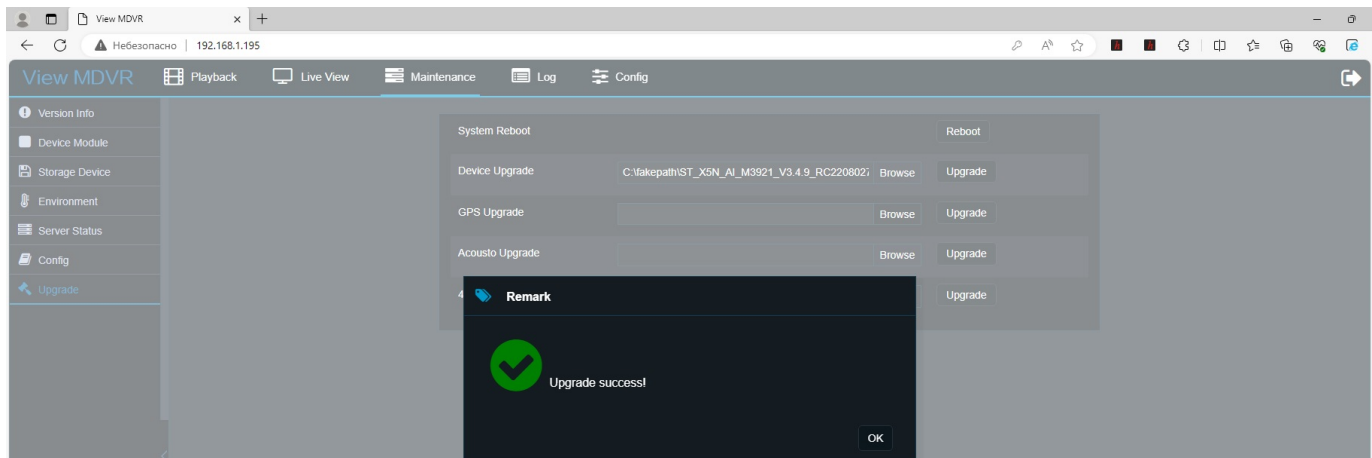 View MDVR
Небезопасно | 192.168.1.195
View MDVR Playback Live View Maintenance Log Config
Version Info
Device Module
Storage Device
Environment
Server Status
Config
Upgrade
System Reboot Reboot
Device Upgrade C:\fakepath\ST_X5N_AI_M3921_V3.4.9_RC2208027 Browse Upgrade
GPS Upgrade Browse Upgrade
Acousto Upgrade Browse Upgrade
4 Upgrade
Remark
Upgrade success!
OK